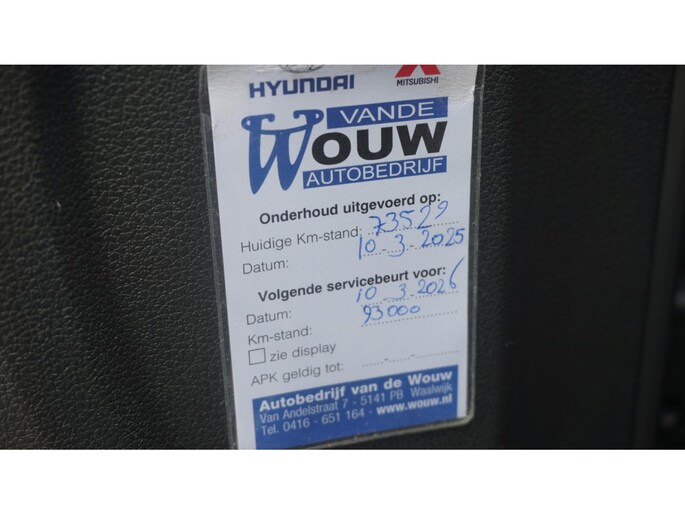 HYUNDAI
MITSUBISHI
VANDE
WOUW
AUTOBEDRIJF
Onderhoud uitgevoerd op:
Huidige Km-stand: 73529
Datum: 10-3-2025
Volgende servicebeurt voor:
Datum: 10-3-2026
Km-stand: 93000
zie display
APK geldig tot: ......-......-......
Autobedrijf van de Wouw
Van Andelstraat 7 - 5141 PB Waalwijk
Tel. 0416 - 651 164 - www.wouw.nl